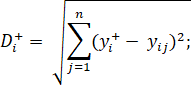 D_i^+ = \sqrt{\sum_{j=1}^{n} (y_i^+ - y_{ij})^2};